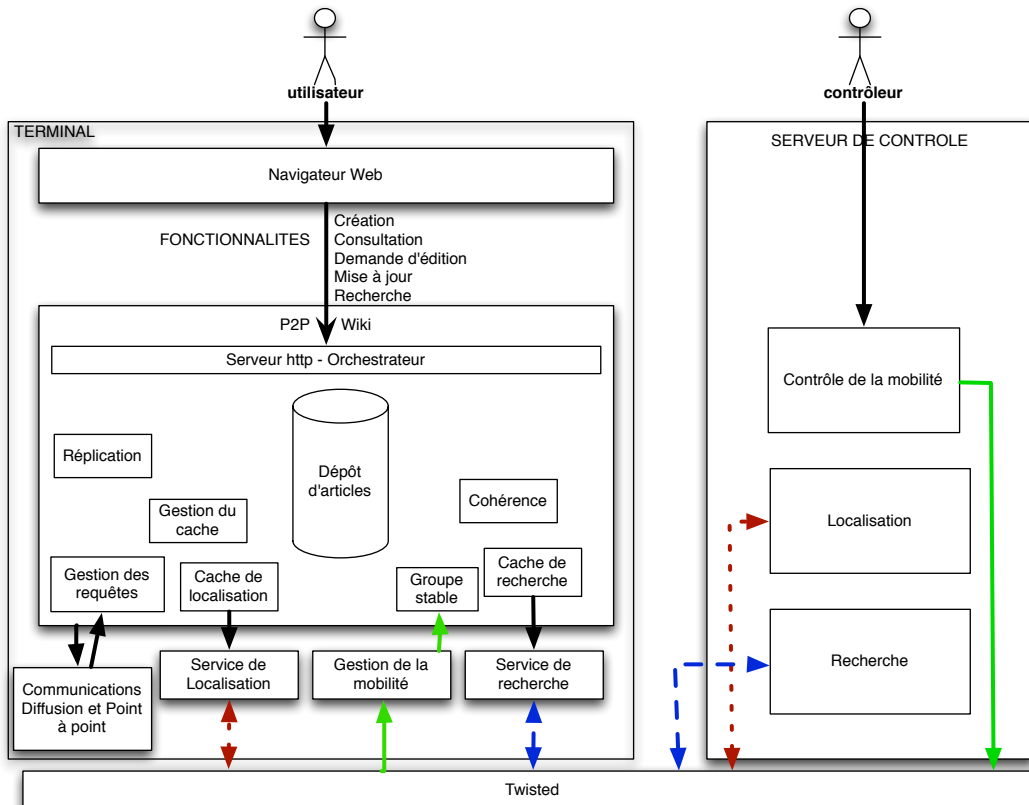 utilisateur
contrôleur
TERMINAL
SERVEUR DE CONTROLE
Navigateur Web
FONCTIONNALITES
Création
Consultation
Demande d'édition
Mise à jour
Recherche
P2P Wiki
Serveur http - Orchestrateur
Contrôle de la mobilité
Réplication
Dépôt
d'articles
Cohérence
Gestion du
cache
Localisation
Gestion des
requêtes
Cache de
localisation
Groupe
stable
Cache de
recherche
Service de
Localisation
Gestion de la
mobilité
Service de
recherche
Recherche
Communications
Diffusion et Point
à point
Twisted